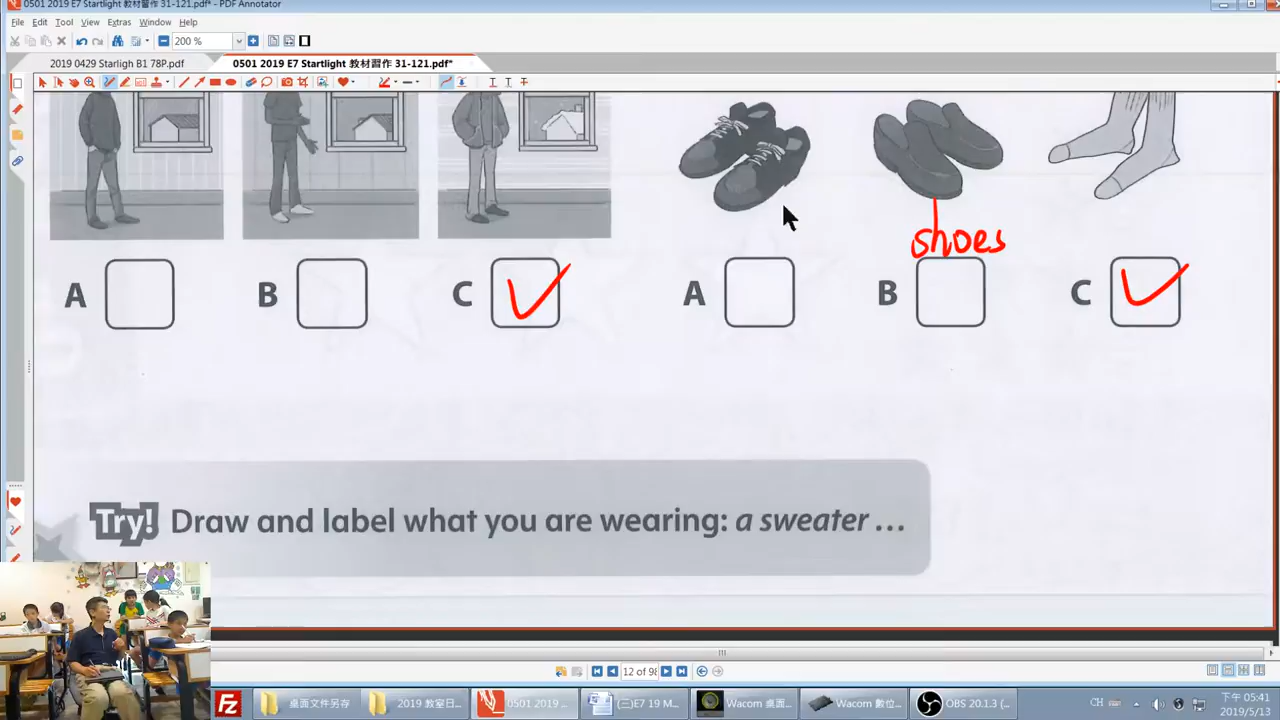 0501 2019 E7 Startlight 教材習作 31-121.pdf* - PDF Annotator
File Edit Tool View Extras Window Help
200 %
2019 0429 Starligh B1 78P.pdf
0501 2019 E7 Startlight 教材習作 31-121.pdf*
shoes
A B C A B C
Try! Draw and label what you are wearing: a sweater ...
12 of 98
桌面文件另存
2019 教室日...
0501 2019 ...
(三)E7 19 M...
Wacom 桌面...
Wacom 數位...
OBS 20.1.3 (...
CH
下午 05:41
2019/5/13